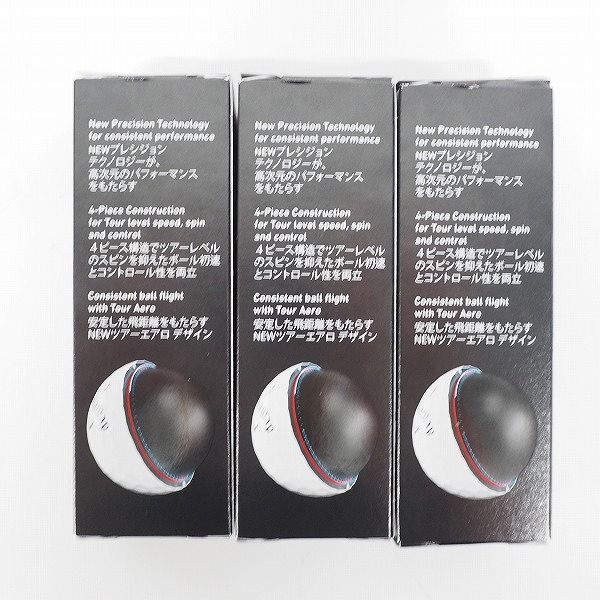 New Precision Technology
for consistent performance
NEWプレシジョン
テクノロジーが、
高次元のパフォーマンス
をもたらす
4-Piece Construction
for Tour level speed, spin
and control
4ピース構造でツアーレベル
のスピンを抑えたボール初速
とコントロール性を両立
Consistent ball flight
with Tour Aero
安定した飛距離をもたらす
NEWツアーエアロ デザイン
New Precision Technology
for consistent performance
NEWプレシジョン
テクノロジーが、
高次元のパフォーマンス
をもたらす
4-Piece Construction
for Tour level speed, spin
and control
4ピース構造でツアーレベル
のスピンを抑えたボール初速
とコントロール性を両立
Consistent ball flight
with Tour Aero
安定した飛距離をもたらす
NEWツアーエアロ デザイン
New Precision Technology
for consistent performance
NEWプレシジョン
テクノロジーが、
高次元のパフォーマンス
をもたらす
4-Piece Construction
for Tour level speed, spin
and control
4ピース構造でツアーレベル
のスピンを抑えたボール初速
とコントロール性を両立
Consistent ball flight
with Tour Aero
安定した飛距離をもたらす
NEWツアーエアロ デザイン